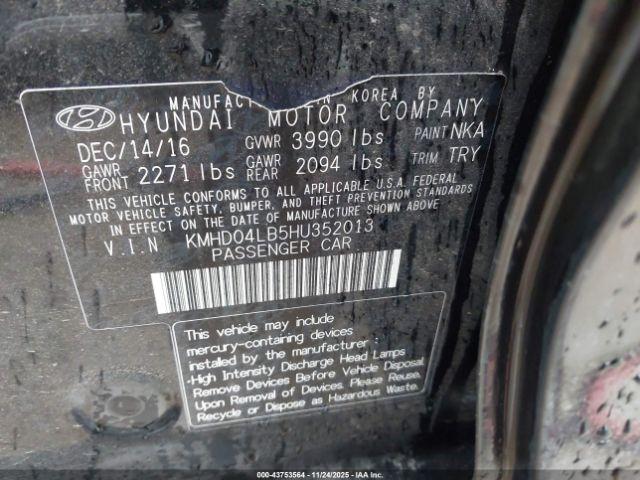 MANUFACT IN KOREA BY
HYUNDAI MOTOR COMPANY
DEC/14/16 GVWR 3990 lbs PAINT NKA
GAWR FRONT 2271 lbs GAWR REAR 2094 lbs TRIM TRY
THIS VEHICLE CONFORMS TO ALL APPLICABLE U.S.A. FEDERAL
MOTOR VEHICLE SAFETY, BUMPER, AND THEFT PREVENTION STANDARDS
IN EFFECT ON THE DATE OF MANUFACTURE SHOWN ABOVE.
V.I.N KMHD04LB5HU352013
PASSENGER CAR
This vehicle may include
mercury-containing devices
installed by the manufacturer :
-High Intensity Discharge Head Lamps
Remove Devices Before Vehicle Disposal.
Upon Removal of Devices, Please Reuse,
Recycle or Dispose as Hazardous Waste.
000-43753564 - 11/24/2025 - © IAA Inc.